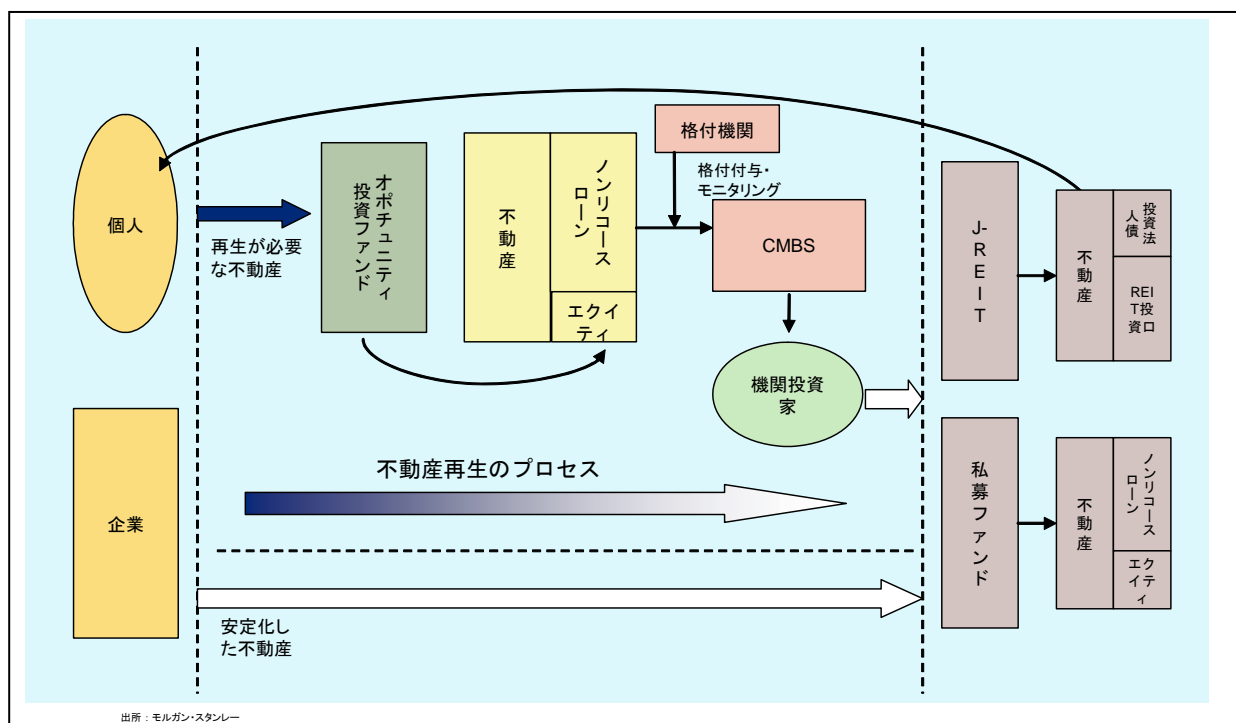 格付機関
格付付与・
モニタリング
個人
再生が必要
な不動産
オポチュニティ
投資ファンド
不動産
ノンリコース
ローン
エクイ
ティ
CMBS
機関投資
家
J-REIT
不動産
投資法
人債
REI
T投口
資
不動産再生のプロセス
企業
安定化し
た不動産
私募ファンド
不動産
ノンリコース
ローン
エク
イティ
出所：モルガン・スタンレー